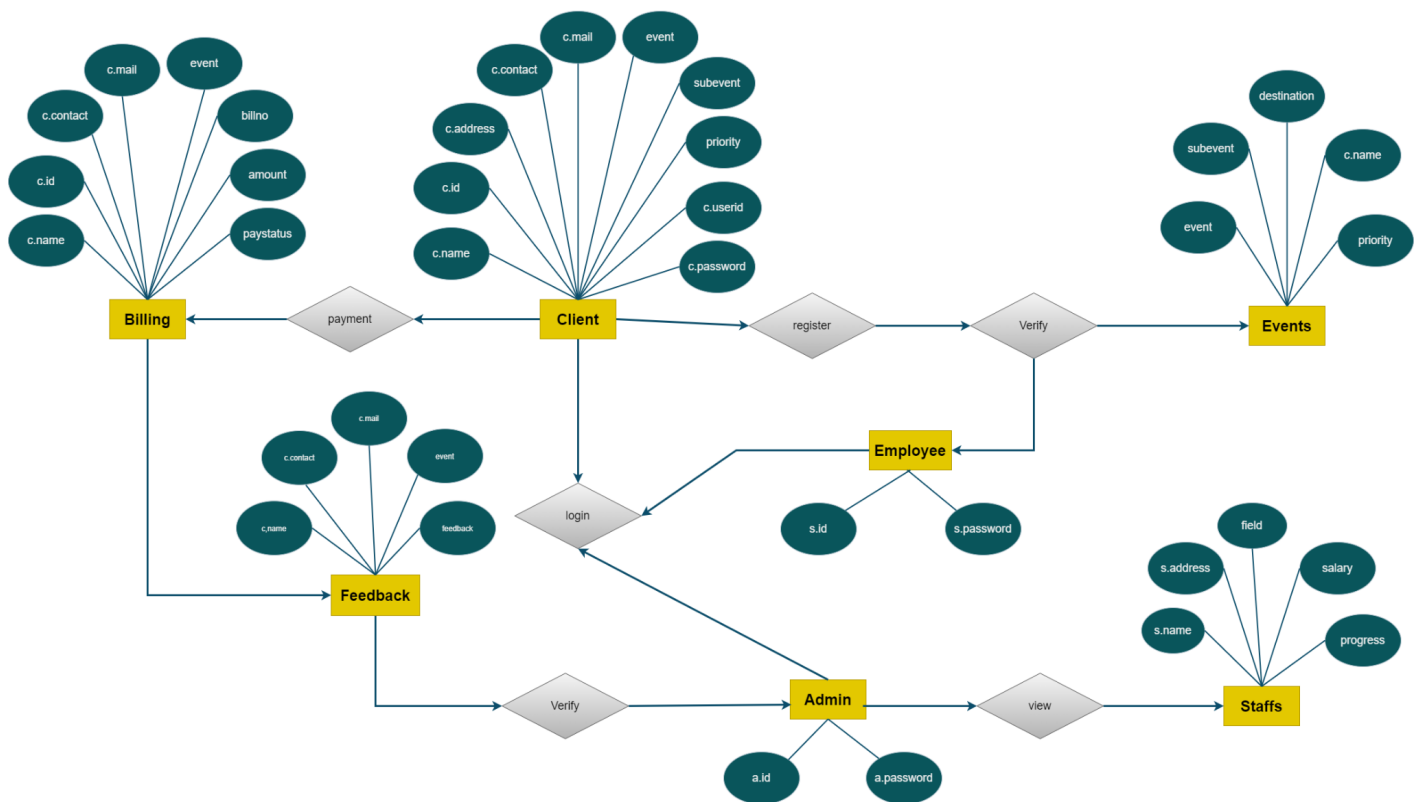 c.mail
event
c.contact
billno
c.id
amount
c.name
paystatus
Billing
payment
c.mail
event
c.contact
subevent
c.address
priority
c.id
c.userid
c.name
c.password
Client
register
Verify
destination
subevent
c.name
event
priority
Events
Employee
s.id
s.password
login
c.mail
c.contact
event
c,name
feedback
Feedback
Verify
Admin
a.id
a.password
view
field
s.address
salary
s.name
progress
Staffs